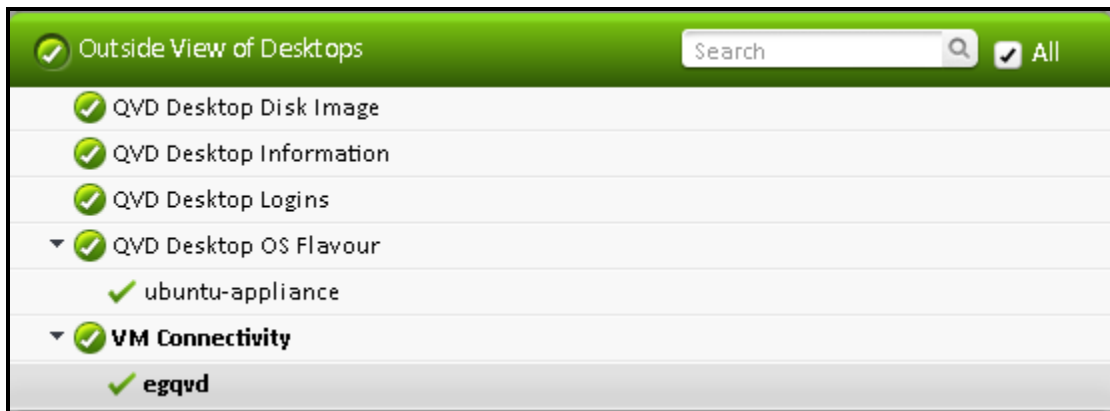 Outside View of Desktops
Search
All
QVD Desktop Disk Image
QVD Desktop Information
QVD Desktop Logins
QVD Desktop OS Flavour
ubuntu-appliance
VM Connectivity
egqvd